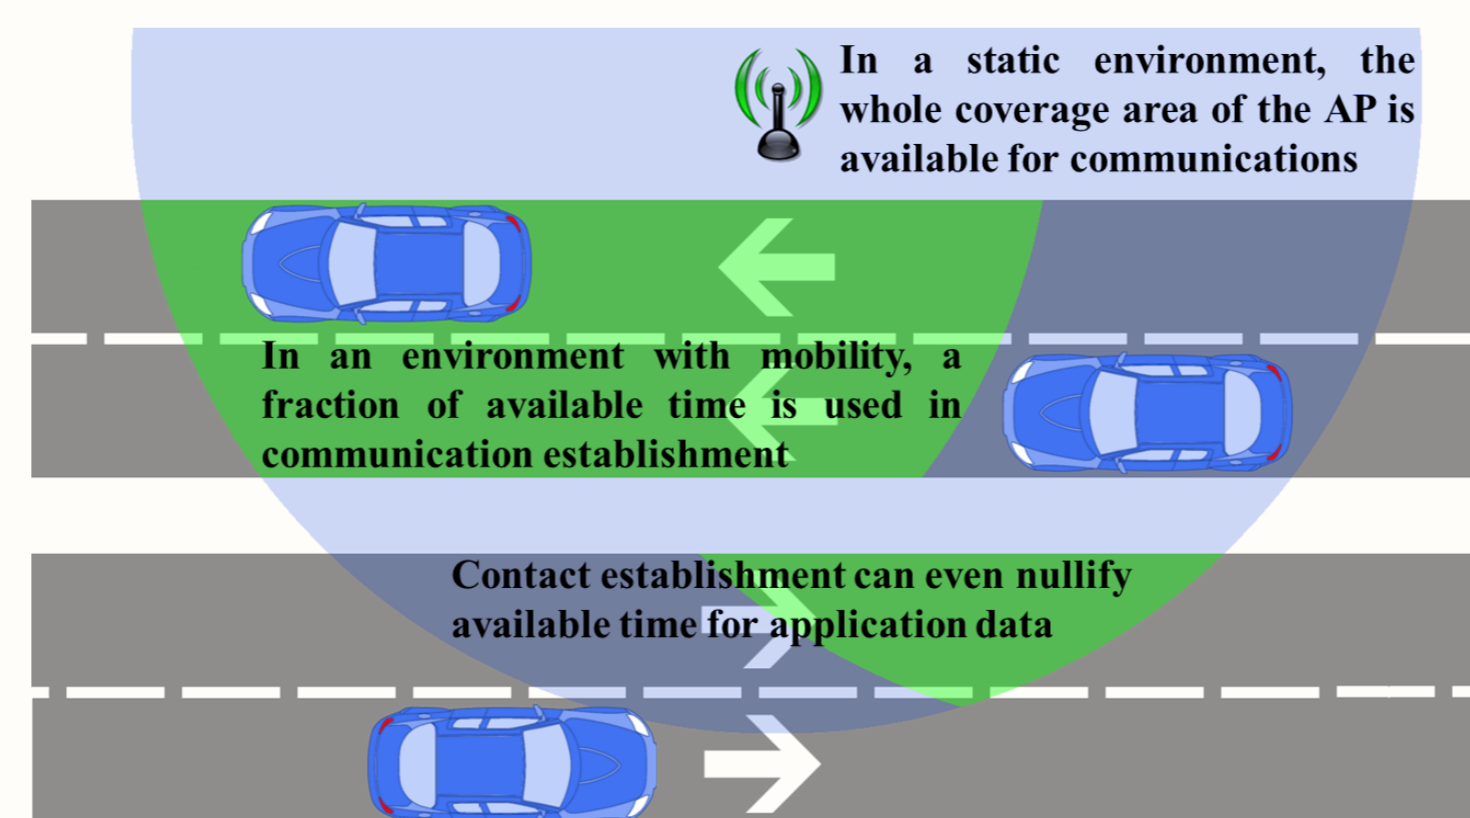 In a static environment, the
whole coverage area of the AP is
available for communications
In an environment with mobility, a
fraction of available time is used in
communication establishment
Contact establishment can even nullify
available time for application data